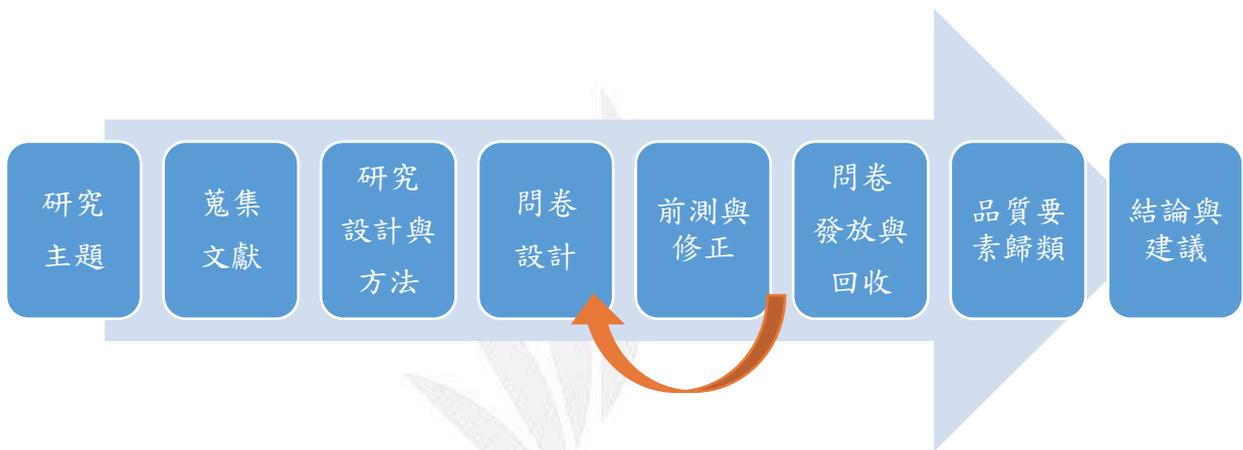 研究
主題
蒐集
文獻
研究
設計與
方法
問卷
設計
前測與
修正
問卷
發放與
回收
品質要
素歸類
結論與
建議